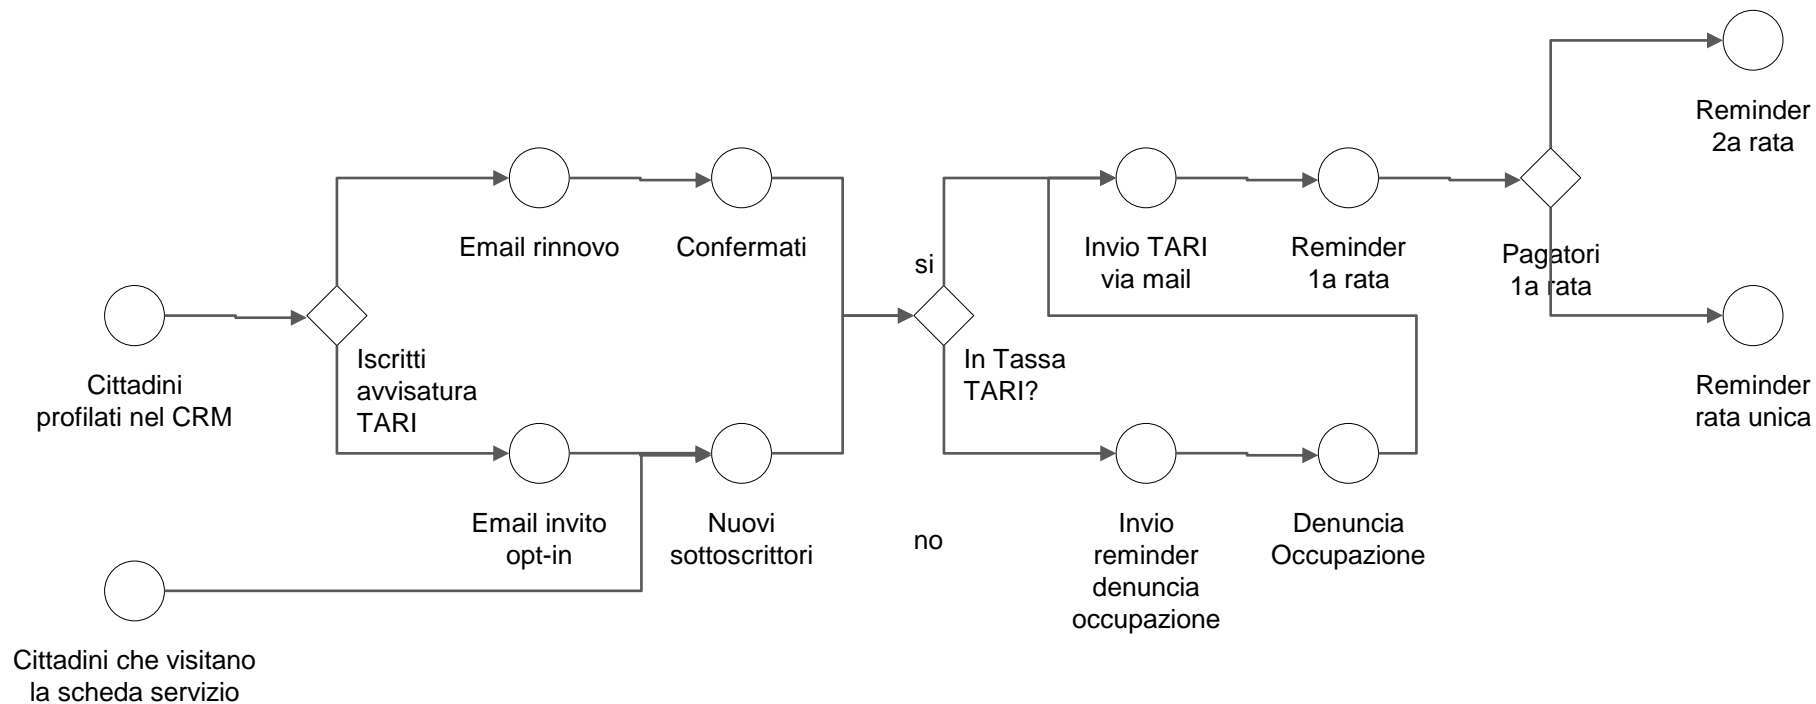 Reminder
2a rata
Email rinnovo
Confermati
si
Invio TARI
via mail
Reminder
1a rata
Pagatori
1a rata
Cittadini
profilati nel CRM
Iscritti
avvisatura
TARI
In Tassa
TARI?
Reminder
rata unica
Email invito
opt-in
Nuovi
sottoscrittori
no
Invio
reminder
denuncia
occupazione
Denuncia
Occupazione
Cittadini che visitano
la scheda servizio